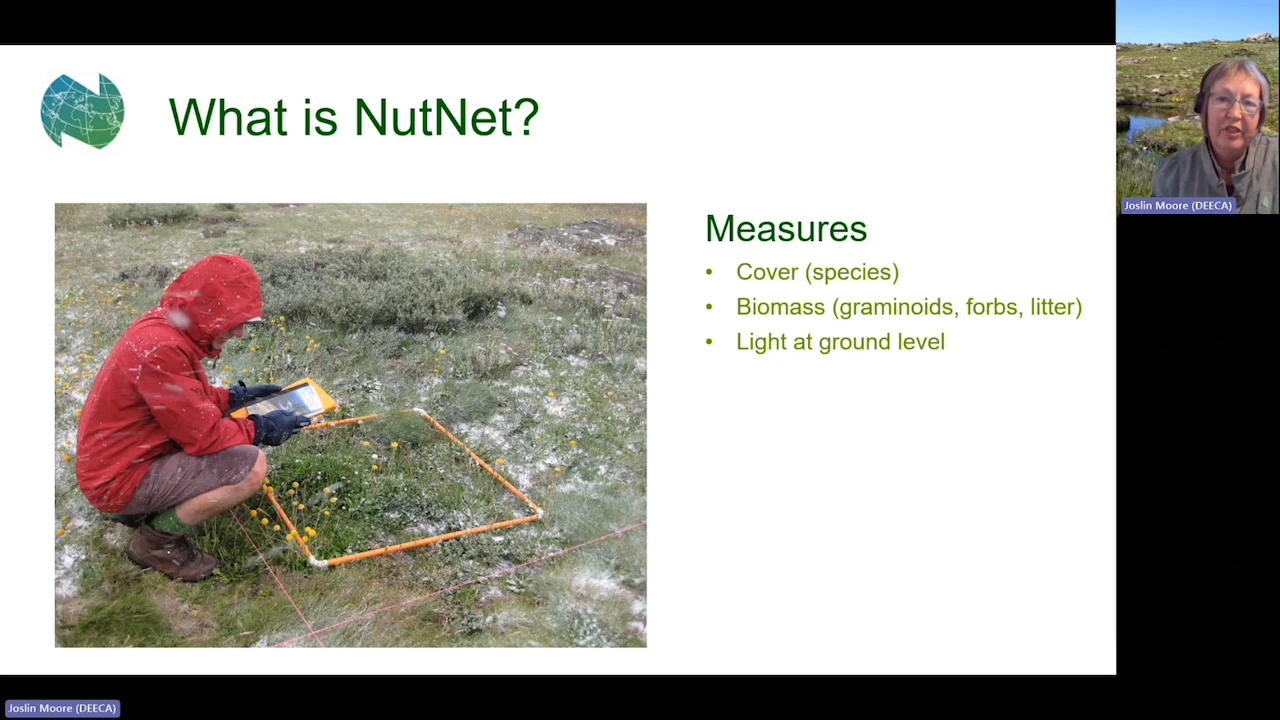 What is NutNet?
Joslin Moore (DEECA)
Measures
• Cover (species)
• Biomass (graminoids, forbs, litter)
• Light at ground level
Joslin Moore (DEECA)